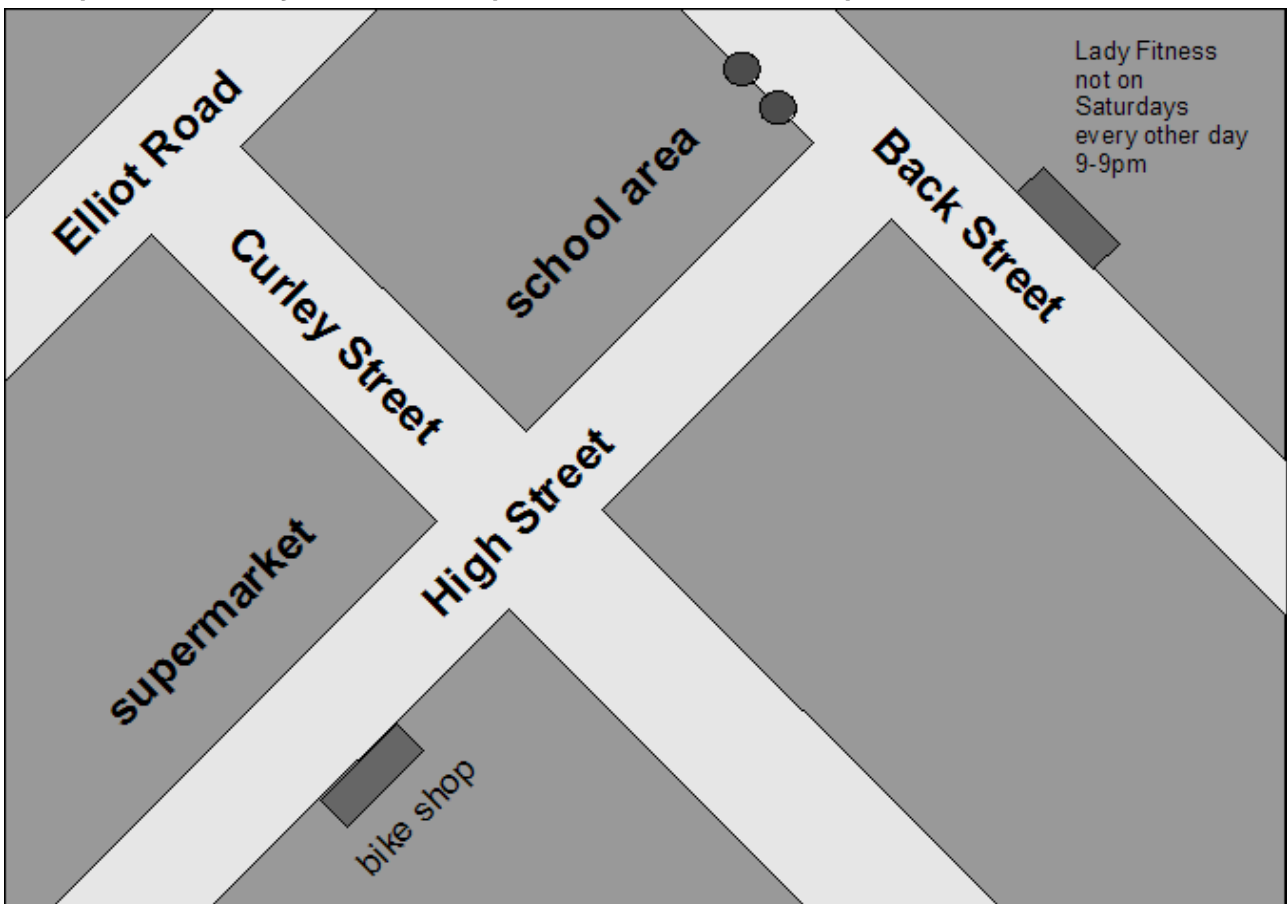 Lady Fitness
not on
Saturdays
every other day
9-9pm
Elliot Road
Back Street
school area
Curley Street
High Street
supermarket
bike shop